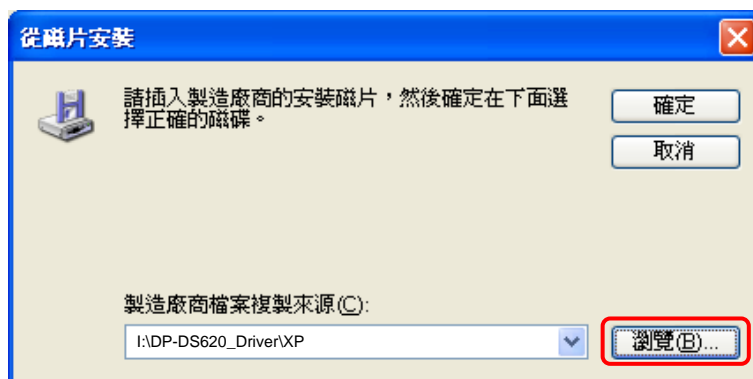 從磁片安裝
請插入製造廠商的安裝磁片，然後確定在下面選
擇正確的磁碟。
確定
取消
製造廠商檔案複製來源(C):
I:\DP-DS620_Driver\XP
瀏覽(B)...